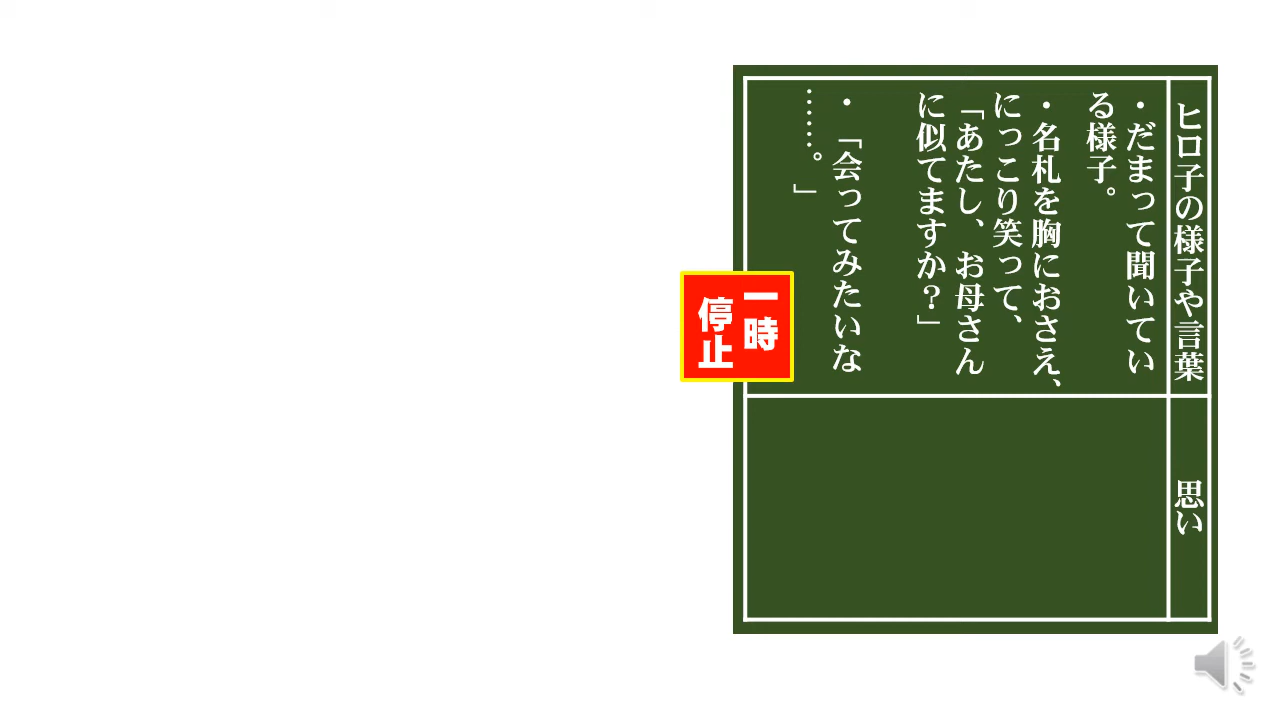 ヒロ子の様子や言葉
思い
・だまって聞いてい
る様子。
・名札を胸におさえ、
にっこり笑って、
「あたし、お母さん
に似てますか？」
・「会ってみたいな
……。」
一時
停止